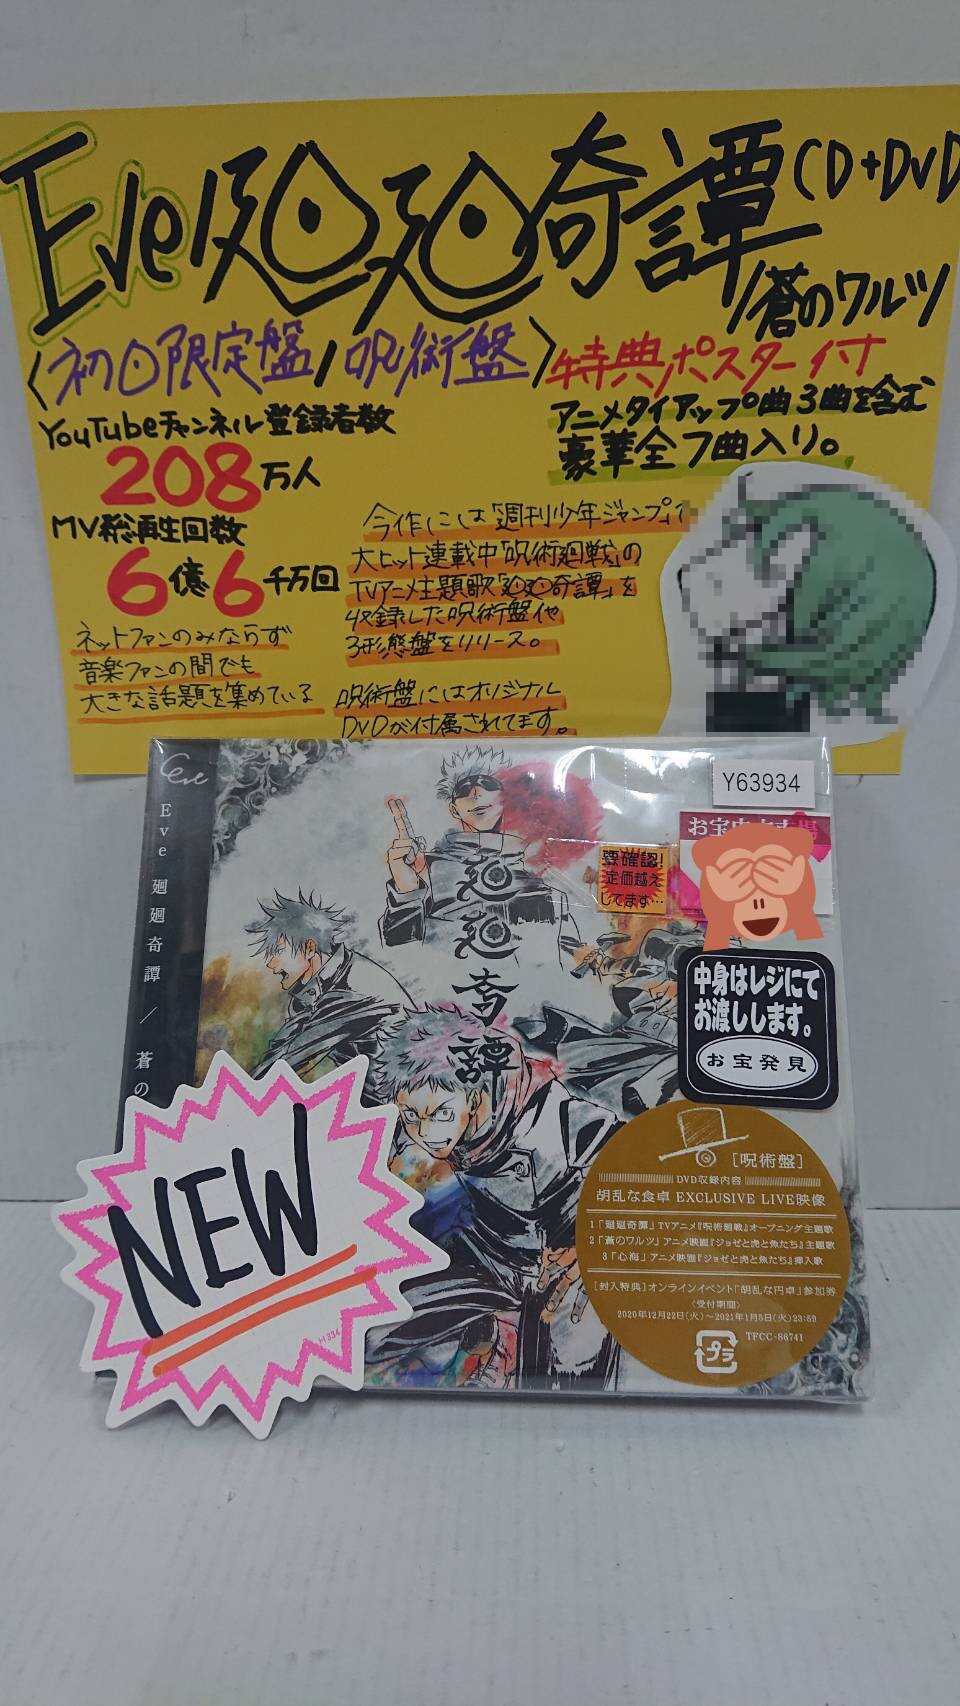 Eve 廻廻奇譚 CD+DVD
/蒼のワルツ
〈初回限定盤/呪術盤〉特典ポスター付
YouTubeチャンネル登録者数
208万人
MV総再生回数
6億6千万回
ネットファンのみならず
音楽ファンの間でも
大きな話題を集めている
アニメタイアップ曲3曲を含む
豪華全7曲入り。
今作には「週刊少年ジャンプ」で
大ヒット連載中「呪術廻戦」の
TVアニメ主題歌「廻廻奇譚」を
収録した呪術盤他
3形態盤をリリース。
呪術盤にはオリジナル
DVDが付属されてます。
Eve
Eve 廻廻奇譚 / 蒼の
廻廻奇譚
Y63934
要確認!
定価越え
してます…
中身はレジにて
お渡しします。
お宝発見
NEW
H334
[呪術盤]
DVD収録内容
胡乱な食卓 EXCLUSIVE LIVE映像
1「廻廻奇譚」TVアニメ『呪術廻戦』オープニング主題歌
2「蒼のワルツ」アニメ映画『ジョゼと虎と魚たち』主題歌
3「心海」アニメ映画『ジョゼと虎と魚たち』挿入歌
[封入特典]オンラインイベント「胡乱な円卓」参加券
〈受付期間〉
2020年12月22日(火)〜2021年1月5日(火)23:59
TFCC-86741
プラ